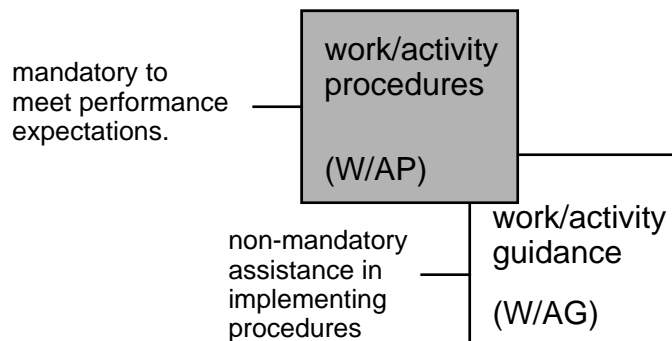 mandatory to
meet performance
expectations.
work/activity
procedures
(W/AP)
non-mandatory
assistance in
implementing
procedures
work/activity
guidance
(W/AG)